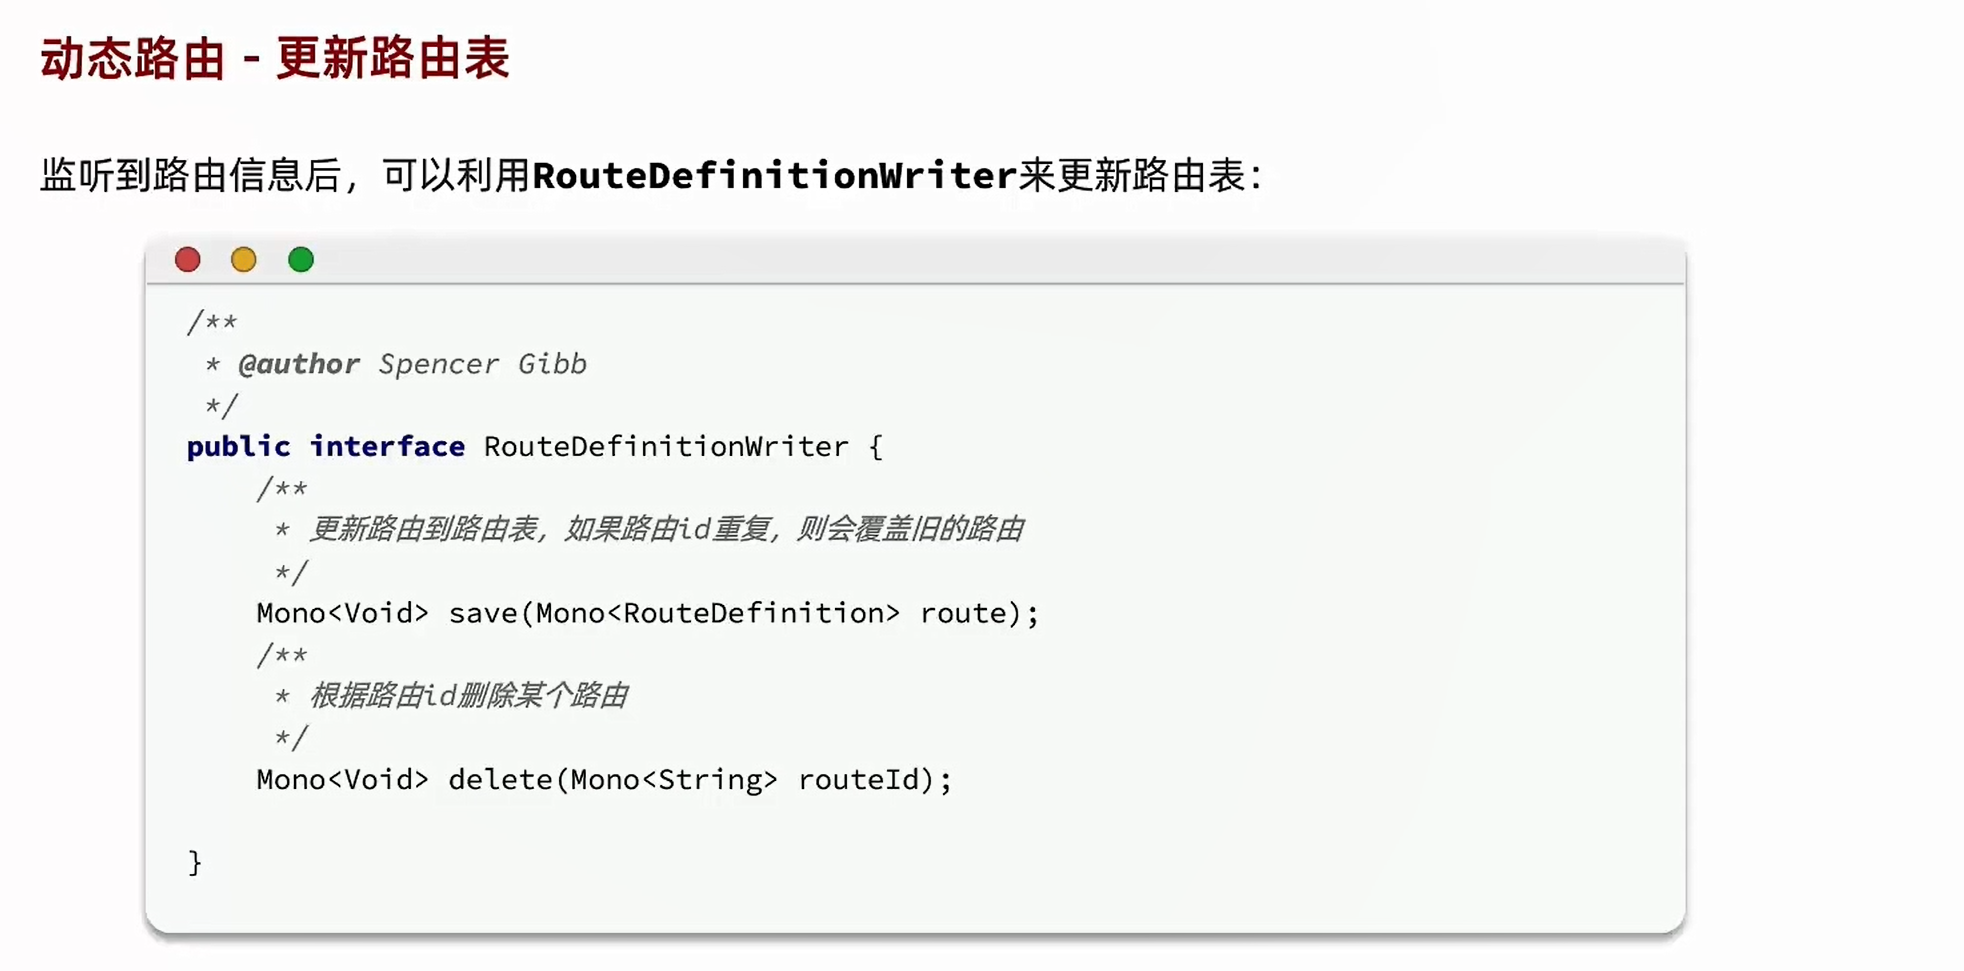 动态路由 - 更新路由表
监听到路由信息后，可以利用RouteDefinitionWriter来更新路由表：
/**
 * @author Spencer Gibb
 */
public interface RouteDefinitionWriter {
    /**
     * 更新路由到路由表，如果路由id重复，则会覆盖旧的路由
     */
    Mono<Void> save(Mono<RouteDefinition> route);
    /**
     * 根据路由id删除某个路由
     */
    Mono<Void> delete(Mono<String> routeId);
}